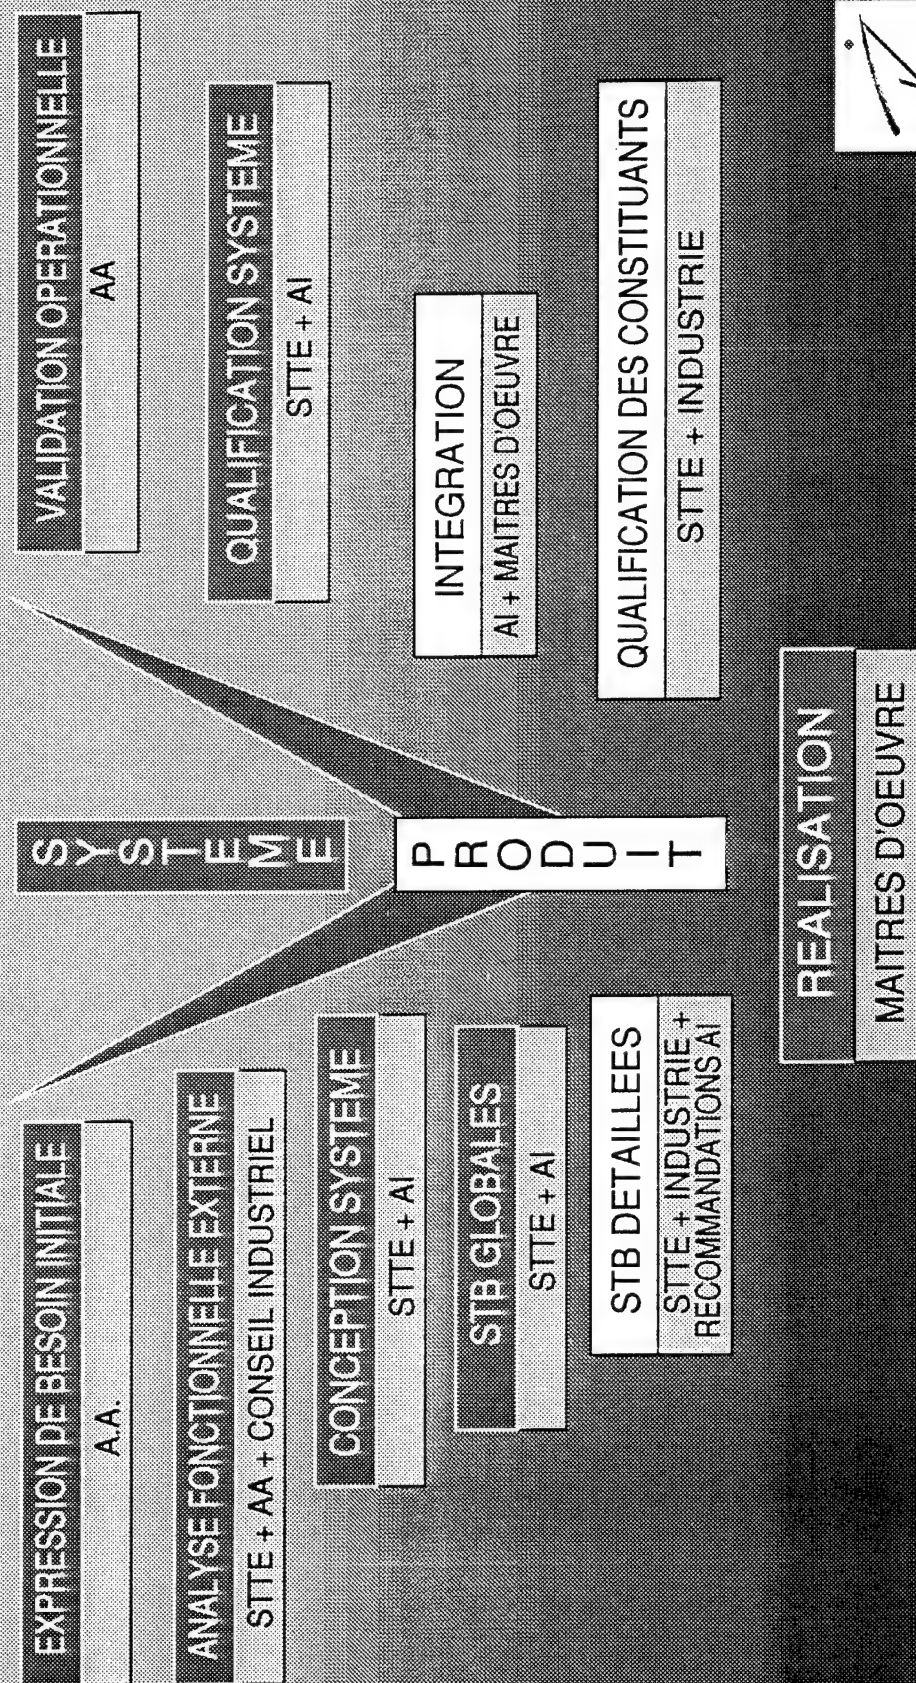 EXPRESSION DE BESOIN INITIALE
A.A.
ANALYSE FONCTIONNELLE EXTERNE
STTE + AA + CONSEIL INDUSTRIEL
CONCEPTION SYSTEME
STTE + AI
STB GLOBALES
STTE + AI
STB DETAILLEES
STTE + INDUSTRIE +
RECOMMANDATIONS AI
SYSTEME
PRODUIT
REALISATION
MAITRES D'OEUVRE
VALIDATION OPERATIONNELLE
AA
QUALIFICATION SYSTEME
STTE + AI
INTEGRATION
AI + MAITRES D'OEUVRE
QUALIFICATION DES CONSTITUANTS
STTE + INDUSTRIE